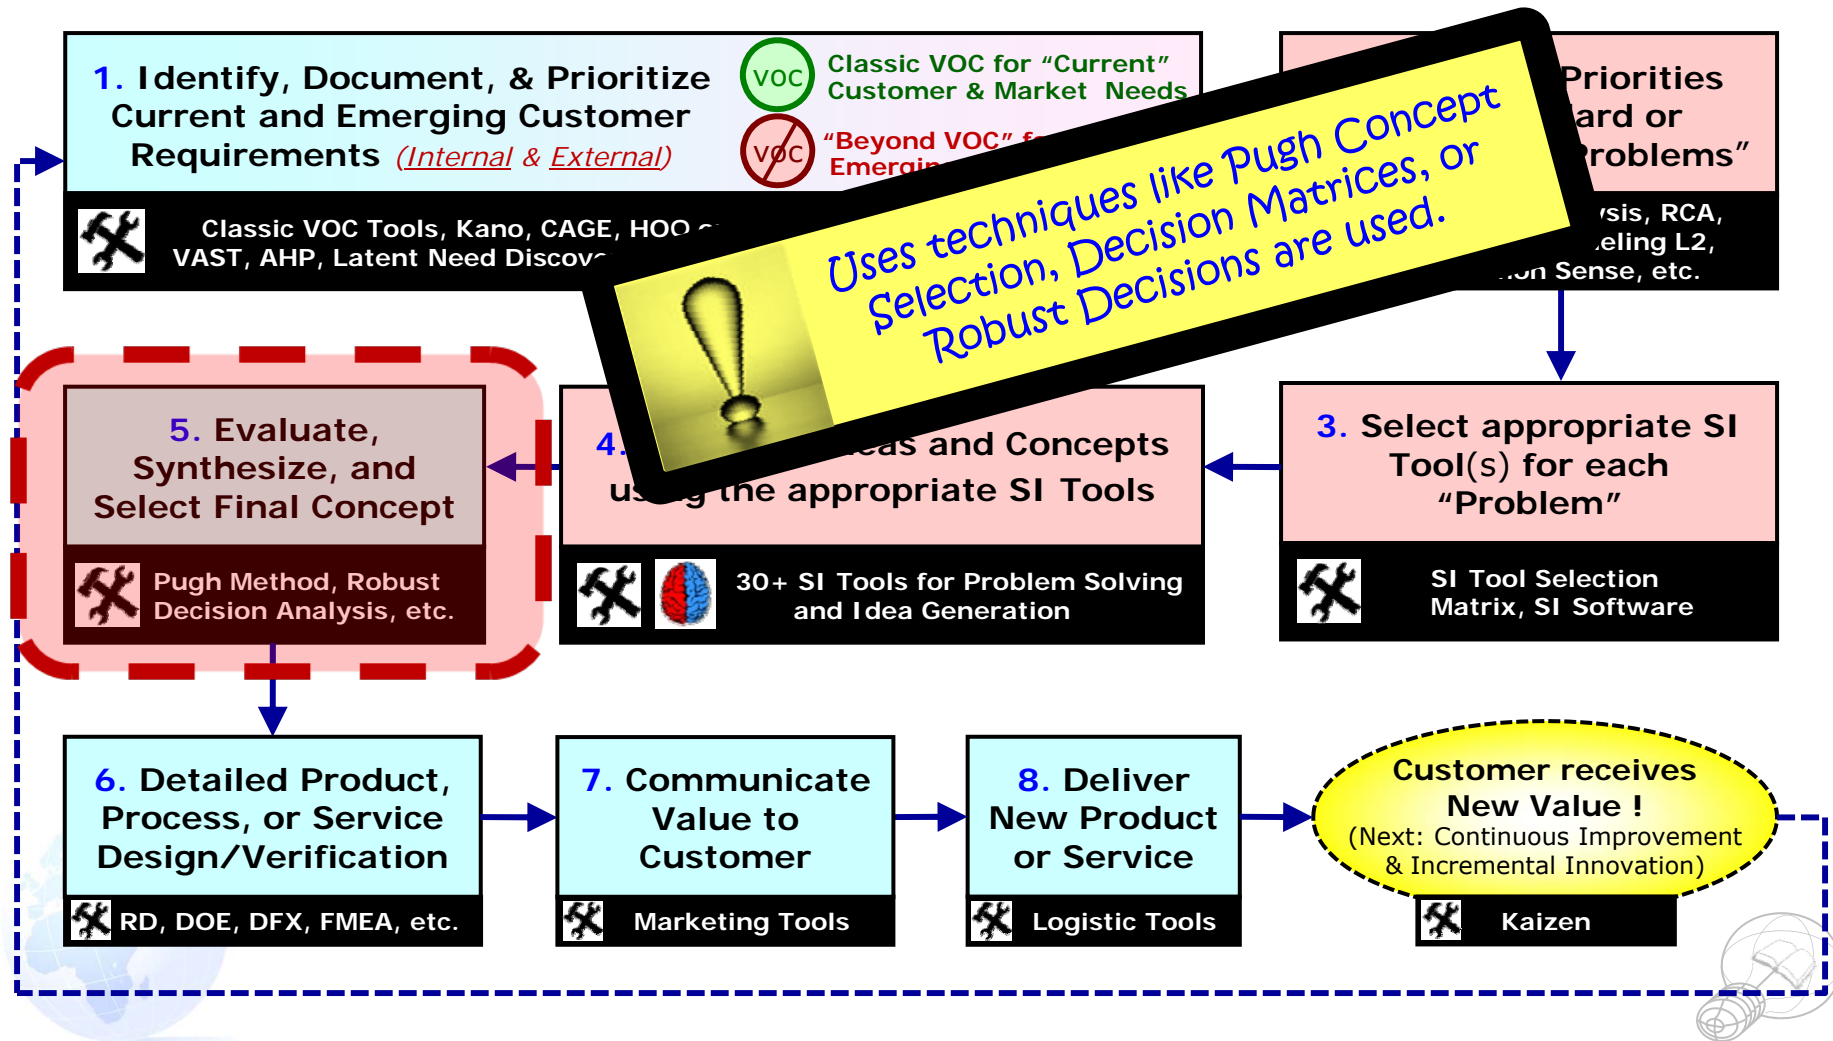 1. Identify, Document, & Prioritize
Current and Emerging Customer
Requirements (Internal & External)
VOC
Classic VOC for “Current”
Customer & Market Needs
VOC
“Beyond VOC”
Classic VOC Tools, Kano, CAGE, HOQ
VAST, AHP, Latent Need
Priorities
or
Problems”
RCA,
L2,
Sense, etc.
Uses techniques like Pugh Concept
Selection, Decision Matrices, or
Robust Decisions are used.
3. Select appropriate SI
Tool(s) for each
“Problem”
SI Tool Selection
Matrix, SI Software
4. and Concepts
the appropriate SI Tools
30+ SI Tools for Problem Solving
and Idea Generation
5. Evaluate,
Synthesize, and
Select Final Concept
Pugh Method, Robust
Decision Analysis, etc.
6. Detailed Product,
Process, or Service
Design/Verification
RD, DOE, DFX, FMEA, etc.
7. Communicate
Value to
Customer
Marketing Tools
8. Deliver
New Product
or Service
Logistic Tools
Customer receives
New Value !
(Next: Continuous Improvement
& Incremental Innovation)
Kaizen